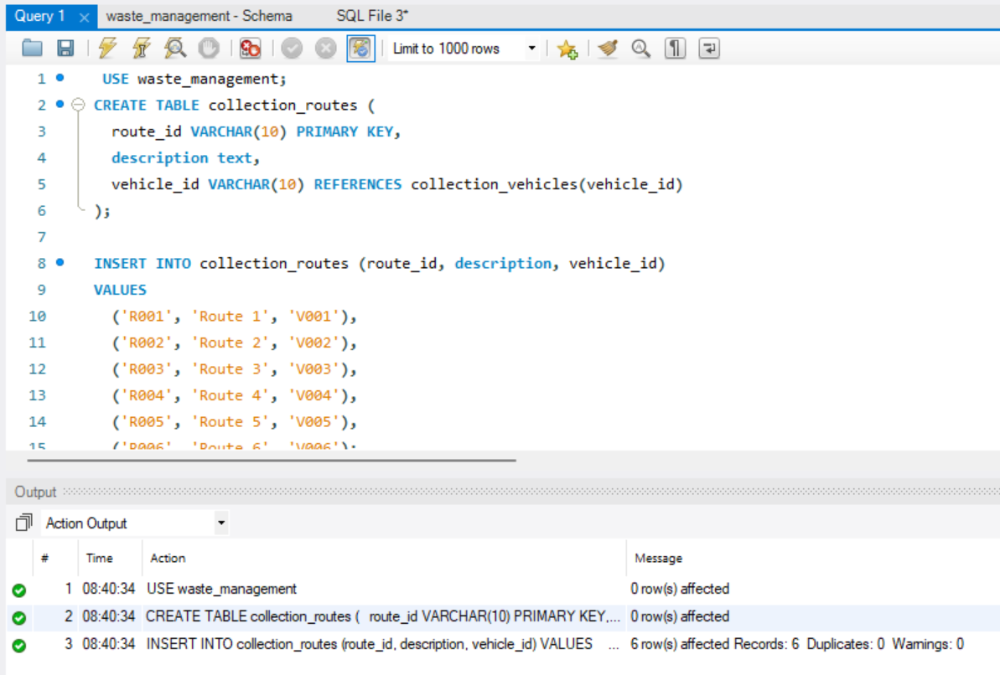 Query 1 × waste_management - Schema SQL File 3*
Limit to 1000 rows
1 USE waste_management;
2 CREATE TABLE collection_routes (
3 route_id VARCHAR(10) PRIMARY KEY,
4 description text,
5 vehicle_id VARCHAR(10) REFERENCES collection_vehicles(vehicle_id)
6 );
7
8 INSERT INTO collection_routes (route_id, description, vehicle_id)
9 VALUES
10 ('R001', 'Route 1', 'V001'),
11 ('R002', 'Route 2', 'V002'),
12 ('R003', 'Route 3', 'V003'),
13 ('R004', 'Route 4', 'V004'),
14 ('R005', 'Route 5', 'V005'),
15 ('R006', 'Route 6', 'V006');
Output
Action Output
# Time Action Message
1 08:40:34 USE waste_management 0 row(s) affected
2 08:40:34 CREATE TABLE collection_routes ( route_id VARCHAR(10) PRIMARY KEY,... 0 row(s) affected
3 08:40:34 INSERT INTO collection_routes (route_id, description, vehicle_id) VALUES ... 6 row(s) affected Records: 6 Duplicates: 0 Warnings: 0